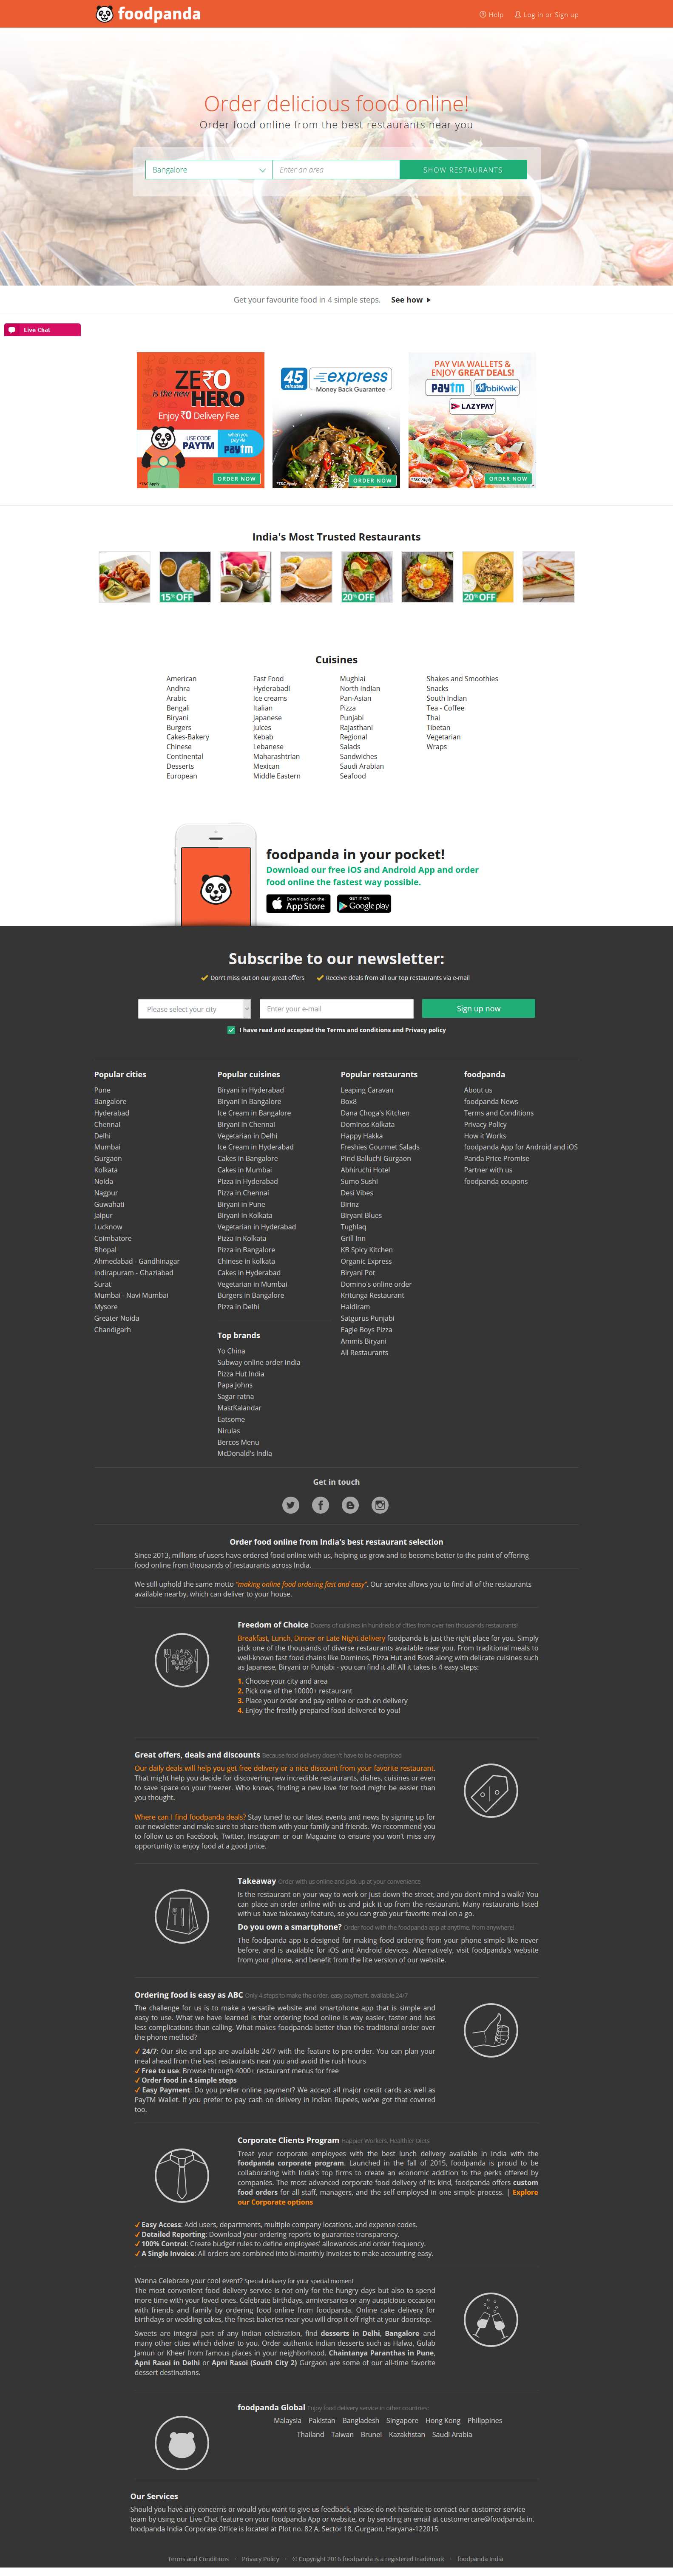 foodpanda
Help
Log in or Sign up
Order delicious food online!
Order food online from the best restaurants near you
Bangalore
Enter an area
SHOW RESTAURANTS
Get your favourite food in 4 simple steps. See how
Live Chat
ZERO
is the new HERO
Enjoy ₹0 Delivery Fee
USE CODE
PAYTM
when you
pay via
paytm
*T&C Apply
ORDER NOW
45 minutes express
Money Back Guarantee
*T&C Apply
ORDER NOW
PAY VIA WALLETS &
ENJOY GREAT DEALS!
paytm MobiKwik
LAZYPAY
*T&C Apply
ORDER NOW
India's Most Trusted Restaurants
15% OFF
20% OFF
20% OFF
Cuisines
American
Andhra
Arabic
Bengali
Biryani
Burgers
Cakes-Bakery
Chinese
Continental
Desserts
European
Fast Food
Hyderabadi
Ice creams
Italian
Japanese
Juices
Kebab
Lebanese
Maharashtrian
Mexican
Middle Eastern
Mughlai
North Indian
Pan-Asian
Pizza
Punjabi
Rajasthani
Regional
Salads
Sandwiches
Saudi Arabian
Seafood
Shakes and Smoothies
Snacks
South Indian
Tea - Coffee
Thai
Tibetan
Vegetarian
Wraps
foodpanda in your pocket!
Download our free iOS and Android App and order
food online the fastest way possible.
Download on the
App Store
GET IT ON
Google play
Subscribe to our newsletter:
Don't miss out on our great offers
Receive deals from all our top restaurants via e-mail
Please select your city
Enter your e-mail
Sign up now
I have read and accepted the Terms and conditions and Privacy policy
Popular cities
Pune
Bangalore
Hyderabad
Chennai
Delhi
Mumbai
Gurgaon
Kolkata
Noida
Nagpur
Guwahati
Jaipur
Lucknow
Coimbatore
Bhopal
Ahmedabad - Gandhinagar
Indirapuram - Ghaziabad
Surat
Mumbai - Navi Mumbai
Mysore
Greater Noida
Chandigarh
Popular cuisines
Biryani in Hyderabad
Biryani in Bangalore
Ice Cream in Bangalore
Biryani in Chennai
Vegetarian in Delhi
Ice Cream in Hyderabad
Cakes in Bangalore
Cakes in Mumbai
Pizza in Hyderabad
Pizza in Chennai
Biryani in Pune
Biryani in Kolkata
Vegetarian in Hyderabad
Pizza in Kolkata
Pizza in Bangalore
Chinese in kolkata
Cakes in Hyderabad
Vegetarian in Mumbai
Burgers in Bangalore
Pizza in Delhi
Top brands
Yo China
Subway online order India
Pizza Hut India
Papa Johns
Sagar ratna
MastKalandar
Eatsome
Nirulas
Bercos Menu
McDonald's India
Popular restaurants
Leaping Caravan
Box8
Dana Choga's Kitchen
Dominos Kolkata
Happy Hakka
Freshies Gourmet Salads
Pind Balluchi Gurgaon
Abhiruchi Hotel
Sumo Sushi
Desi Vibes
Birinz
Biryani Blues
Tughlaq
Grill Inn
KB Spicy Kitchen
Organic Express
Biryani Pot
Domino's online order
Kritunga Restaurant
Haldiram
Satgurus Punjabi
Eagle Boys Pizza
Ammis Biryani
All Restaurants
foodpanda
About us
foodpanda News
Terms and Conditions
Privacy Policy
How it Works
foodpanda App for Android and iOS
Panda Price Promise
Partner with us
foodpanda coupons
Get in touch
Order food online from India's best restaurant selection
Since 2013, millions of users have ordered food online with us, helping us grow and to become better to the point of offering
food online from thousands of restaurants across India.
We still uphold the same motto "making online food ordering fast and easy". Our service allows you to find all of the restaurants
available nearby, which can deliver to your house.
Freedom of Choice Dozens of cuisines in hundreds of cities from over ten thousands restaurants!
Breakfast, Lunch, Dinner or Late Night delivery foodpanda is just the right place for you. Simply
pick one of the thousands of diverse restaurants available near you. From traditional meals to
well-known fast food chains like Dominos, Pizza Hut and Box8 along with delicate cuisines such
as Japanese, Biryani or Punjabi - you can find it all! All it takes is 4 easy steps:
1. Choose your city and area
2. Pick one of the 10000+ restaurant
3. Place your order and pay online or cash on delivery
4. Enjoy the freshly prepared food delivered to you!
Great offers, deals and discounts Because food delivery doesn't have to be overpriced!
Our daily deals will help you get free delivery or a nice discount from your favorite restaurant.
That might help you decide for discovering new incredible restaurants, dishes, cuisines or even
to save space on your freezer. Who knows, finding a new love for food might be easier than
you thought.
Where can I find foodpanda deals? Stay tuned to our latest events and news by signing up for
our newsletter and make sure to share them with your family and friends. We recommend you
to follow us on Facebook, Twitter, Instagram or our Magazine to ensure you won't miss any
opportunity to enjoy food at a good price.
Takeaway Order with us online and pick up at your convenience
Is the restaurant on your way to work or just down the street, and you don't mind a walk? You
can place an online order with us and pick it up from the restaurant. Many restaurants listed
with us have takeaway feature, so you can grab your favorite meal on a go.
Do you own a smartphone? Order food with the foodpanda app at anytime, from anywhere!
The foodpanda app is designed for making food ordering from your phone simple like never
before, and is available for iOS and Android devices. Alternatively, visit foodpanda's website
from your phone, and benefit from the lite version of our website.
Ordering food is easy as ABC Only 4 steps to make the order, easy payment, available 24/7
The challenge for us is to make a versatile website and smartphone app that is simple and
easy to use. What we have learned is that ordering food online is way easier, faster and has
less complications than calling. What makes foodpanda better than the traditional order over
the phone method?
✓ 24/7: Our site and app are available 24/7 with the feature to pre-order. You can plan your
meal ahead from the best restaurants near you and avoid the rush hours
✓ Free to use: Browse through 4000+ restaurant menus for free
✓ Order food in 4 simple steps
✓ Easy Payment: Do you prefer online payment? We accept all major credit cards as well as
PayTM Wallet. If you prefer to pay cash on delivery in Indian Rupees, we've got that covered
too.
Corporate Clients Program Happier Workers, Healthier Diets
Treat your corporate employees with the best lunch delivery available in India with the
foodpanda corporate program. Launched in the fall of 2015, foodpanda is proud to be
collaborating with India's top firms to create an economic addition to the perks offered by
companies. The most advanced corporate food delivery of its kind, foodpanda offers custom
food orders for all staff, managers, and the self-employed in one simple process. | Explore
our Corporate options
✓ Easy Access: Add users, departments, multiple company locations, and expense codes.
✓ Detailed Reporting: Download your ordering reports to guarantee transparency.
✓ 100% Control: Create budget rules to define employees' allowances and order frequency.
✓ A Single Invoice: All orders are combined into bi-monthly invoices to make accounting easy.
Wanna Celebrate your cool event? Special delivery for your special moment
The most convenient food delivery service is not only for the hungry days but also to spend
more time with your loved ones. Celebrate birthdays, anniversaries or any auspicious occasion
with friends and family by ordering food online from foodpanda. Online cake delivery for
birthdays or wedding cakes, the finest bakeries near you will drop it off right at your doorstep.
Sweets are integral part of any Indian celebration, find desserts in Delhi, Bangalore and
many other cities which deliver to you. Order authentic Indian desserts such as Halwa, Gulab
Jamun or Kheer from famous places in your neighborhood. Chaintanya Paranthas in Pune,
Apni Rasoi in Delhi or Apni Rasoi (South City 2) Gurgaon are some of our all-time favorite
dessert destinations.
foodpanda Global Enjoy food delivery service in other countries:
Malaysia Pakistan Bangladesh Singapore Hong Kong Philippines
Thailand Taiwan Brunei Kazakhstan Saudi Arabia
Our Services
Should you have any concerns or would you want to give us feedback, please do not hesitate to contact our customer service
team by using our Live Chat feature on your foodpanda App or website, or by sending an email at customercare@foodpanda.in.
foodpanda India Corporate Office is located at Plot no. 82 A, Sector 18, Gurgaon, Haryana-122015
Terms and Conditions · Privacy Policy · © Copyright 2016 foodpanda is a registered trademark · foodpanda India